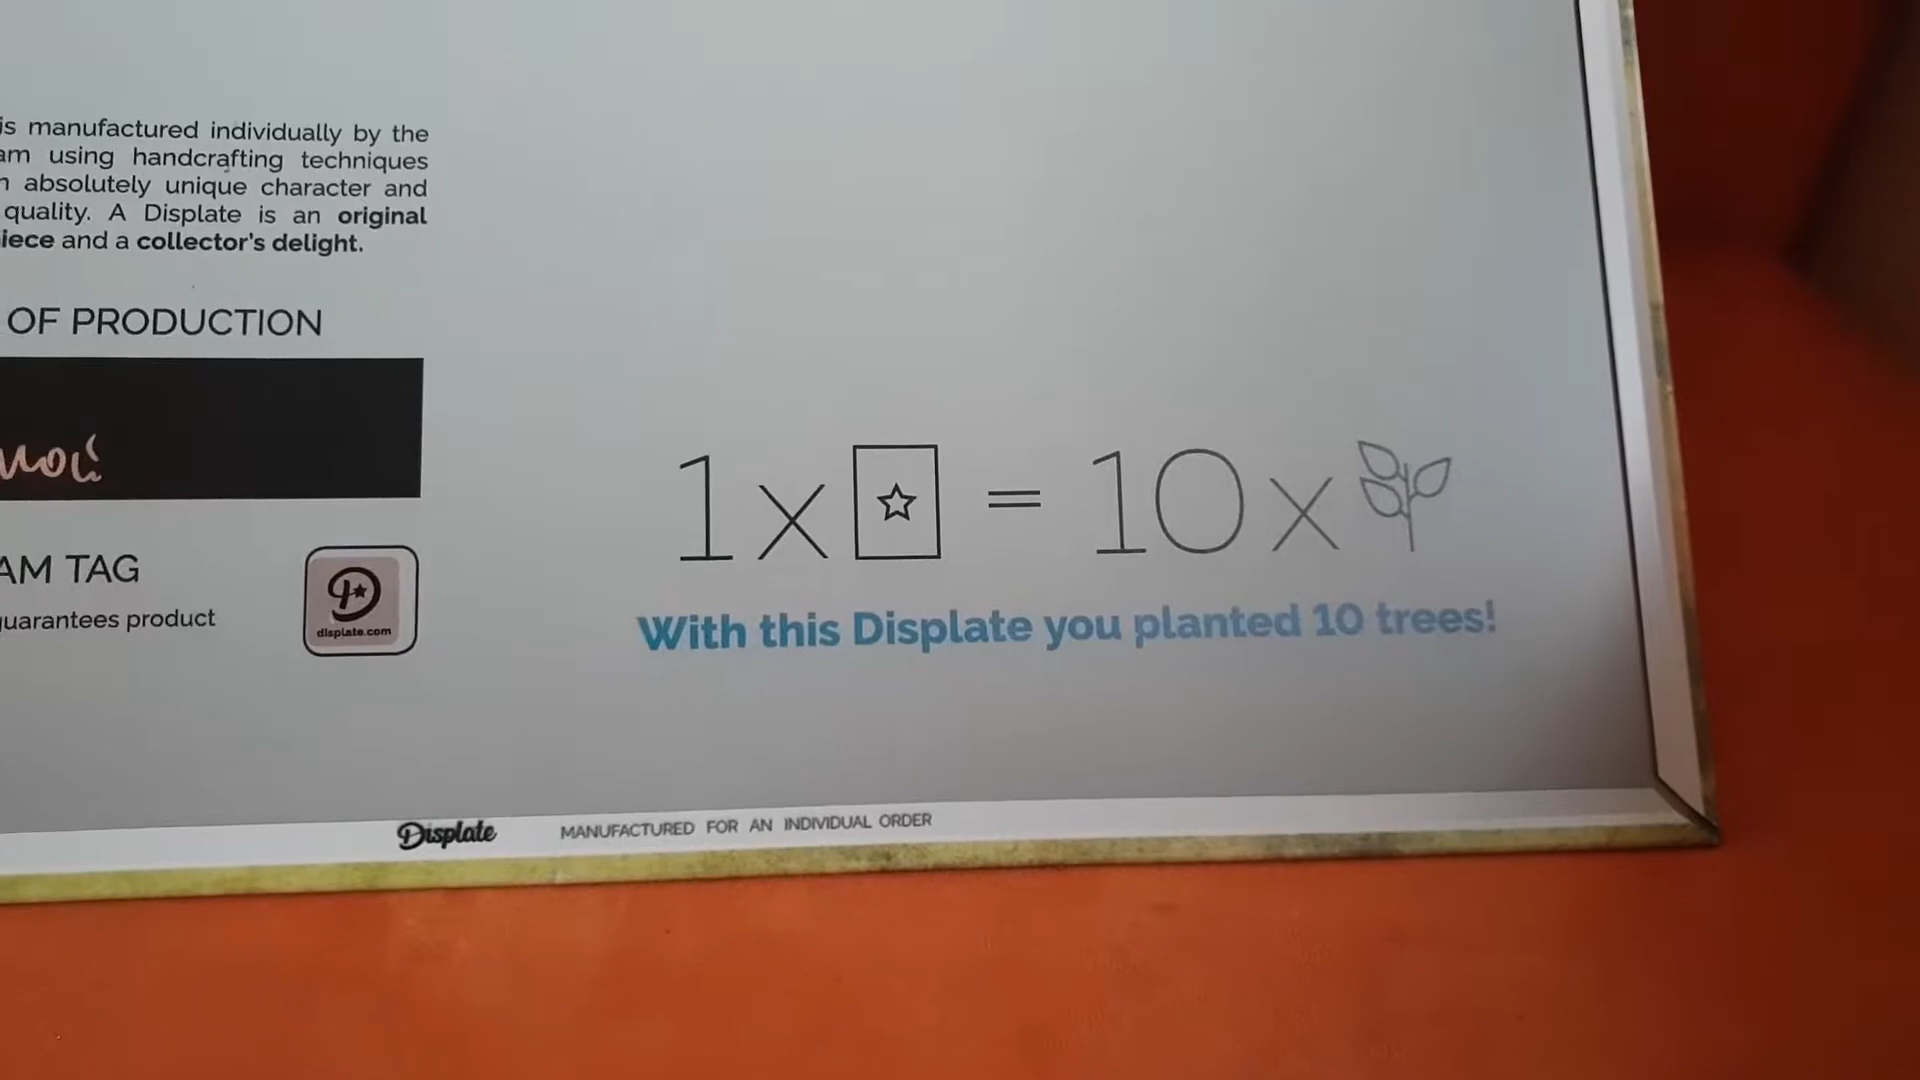 is manufactured individually by the
am using handcrafting techniques
absolutely unique character and
quality. A Displate is an original
iece and a collector's delight.
OF PRODUCTION
AM TAG
uarantees product
displate.com
1x = 10x
With this Displate you planted 10 trees!
Displate MANUFACTURED FOR AN INDIVIDUAL ORDER